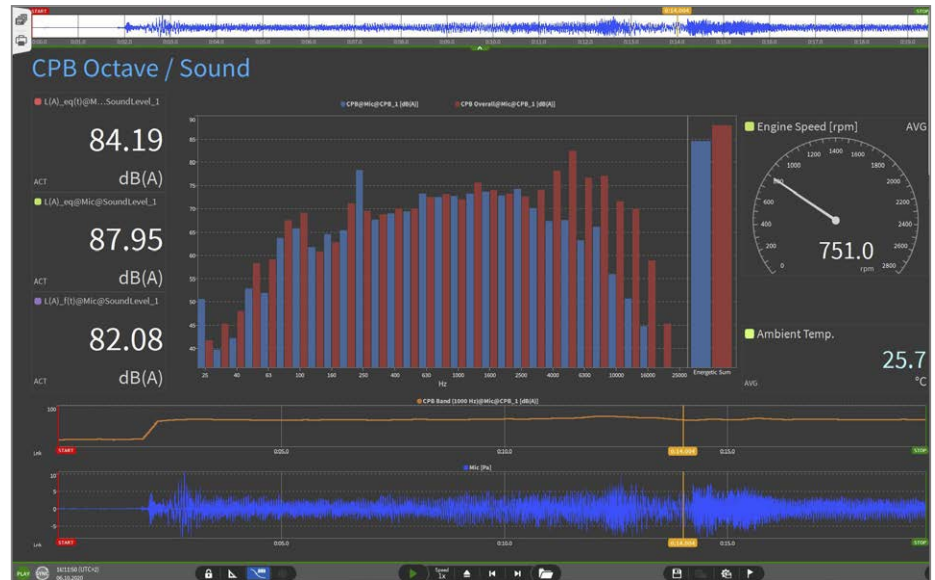 START
0:14.004
STOP
CPB Octave / Sound
L(A)_eq(t)@M...SoundLevel_1
84.19
ACT
dB(A)
L(A)_eq@Mic@SoundLevel_1
87.95
ACT
dB(A)
L(A)_f(t)@Mic@SoundLevel_1
82.08
ACT
dB(A)
CPB@Mic@CPB_1 [dB(A)]
CPB Overall@Mic@CPB_1 [dB(A)]
90
85
80
75
70
65
60
55
50
45
40
25 40 63 100 160 250 400 630 1000 1600 2500 4000 6300 10000 16000 25000 Energetic Sum
Hz
Engine Speed [rpm] AVG
0 200 400 600 800 1000 1200 1400 1600 1800 2000 2200 2400 2600 2800
751.0
rpm
Ambient Temp.
25.7
AVG
°C
CPB Band (1000 Hz)@Mic@CPB_1 [dB(A)]
100
START
0:05.0
0:10.0
0:14.004
0:15.0
STOP
Mic [Pa]
10
5
0
-5
START
0:05.0
0:10.0
0:14.004
0:15.0
STOP
PLAY
SYNC
16:13:50 (UTC+2)
06.10.2020
Speed
1x